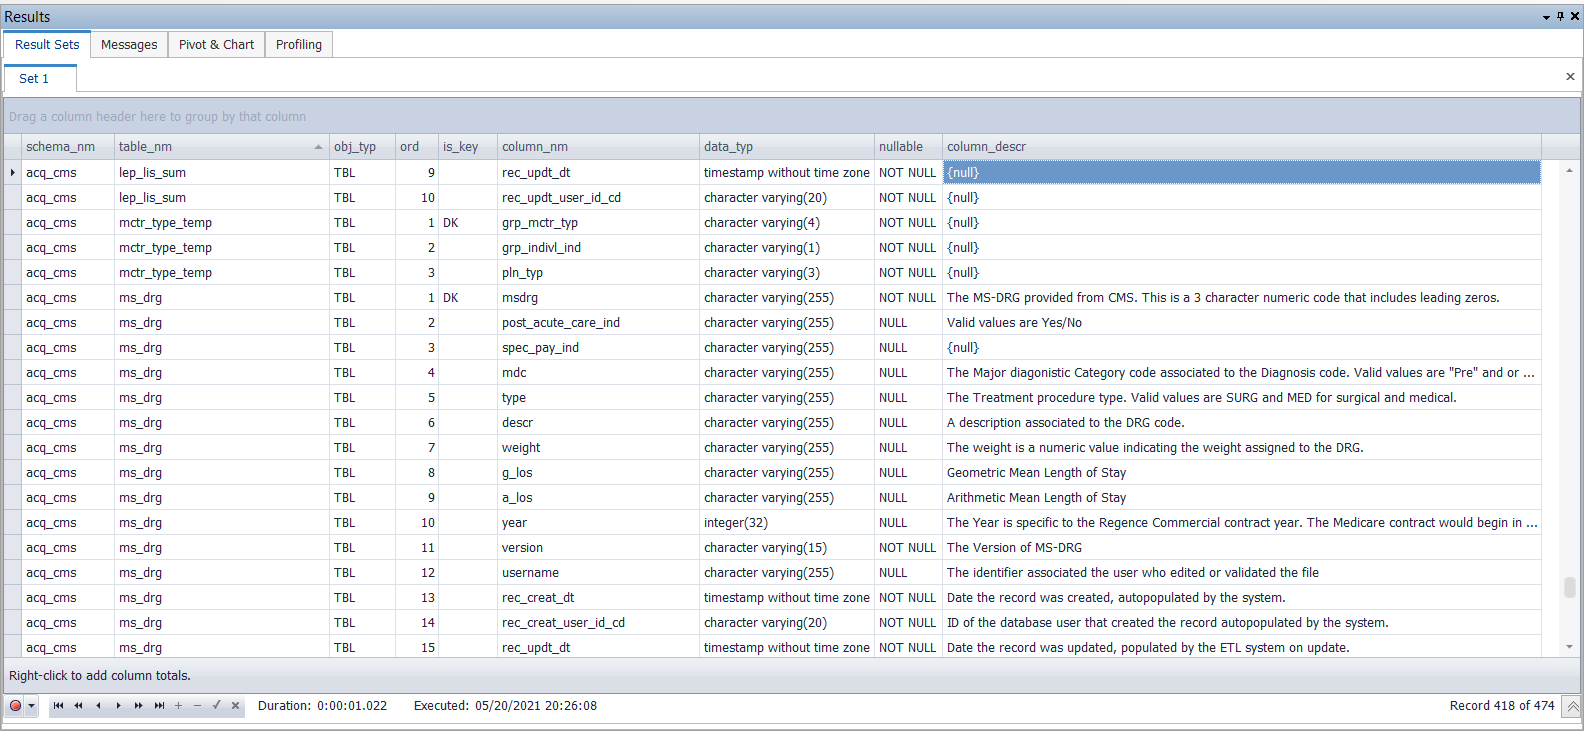 Results
Result Sets Messages Pivot & Chart Profiling
Set 1
Drag a column header here to group by that column
schema_nm table_nm obj_typ ord is_key column_nm data_typ nullable column_descr
acq_cms lep_lis_sum TBL 9 rec_updt_dt timestamp without time zone NOT NULL {null}
acq_cms lep_lis_sum TBL 10 rec_updt_user_id_cd character varying(20) NOT NULL {null}
acq_cms mctr_type_temp TBL 1 DK grp_mctr_typ character varying(4) NOT NULL {null}
acq_cms mctr_type_temp TBL 2 grp_indivl_ind character varying(1) NOT NULL {null}
acq_cms mctr_type_temp TBL 3 pln_typ character varying(3) NOT NULL {null}
acq_cms ms_drg TBL 1 DK msdrg character varying(255) NOT NULL The MS-DRG provided from CMS. This is a 3 character numeric code that includes leading zeros.
acq_cms ms_drg TBL 2 post_acute_care_ind character varying(255) NULL Valid values are Yes/No
acq_cms ms_drg TBL 3 spec_pay_ind character varying(255) NULL {null}
acq_cms ms_drg TBL 4 mdc character varying(255) NULL The Major diagonistic Category code associated to the Diagnosis code. Valid values are "Pre" and or ...
acq_cms ms_drg TBL 5 type character varying(255) NULL The Treatment procedure type. Valid values are SURG and MED for surgical and medical.
acq_cms ms_drg TBL 6 descr character varying(255) NULL A description associated to the DRG code.
acq_cms ms_drg TBL 7 weight character varying(255) NULL The weight is a numeric value indicating the weight assigned to the DRG.
acq_cms ms_drg TBL 8 g_los character varying(255) NULL Geometric Mean Length of Stay
acq_cms ms_drg TBL 9 a_los character varying(255) NULL Arithmetic Mean Length of Stay
acq_cms ms_drg TBL 10 year integer(32) NULL The Year is specific to the Regence Commercial contract year. The Medicare contract would begin in ...
acq_cms ms_drg TBL 11 version character varying(15) NOT NULL The Version of MS-DRG
acq_cms ms_drg TBL 12 username character varying(255) NULL The identifier associated the user who edited or validated the file
acq_cms ms_drg TBL 13 rec_creat_dt timestamp without time zone NOT NULL Date the record was created, autopopulated by the system.
acq_cms ms_drg TBL 14 rec_creat_user_id_cd character varying(20) NOT NULL ID of the database user that created the record autopopulated by the system.
acq_cms ms_drg TBL 15 rec_updt_dt timestamp without time zone NOT NULL Date the record was updated, populated by the ETL system on update.
Right-click to add column totals.
Duration: 0:00:01.022 Executed: 05/20/2021 20:26:08 Record 418 of 474